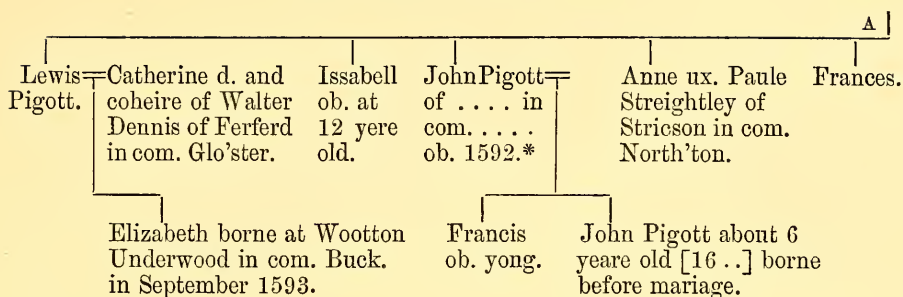 A
Lewis
Pigott.
Catherine d. and
coheire of Walter
Dennis of Ferferd
in com. Glo'ster.
Issabell
ob. at
12 yere
old.
John Pigott
of . . . . in
com. . . . .
ob. 1592.*
Anne ux. Paule
Streightley of
Stricson in com.
North'ton.
Frances.
Elizabeth borne at Wootton
Underwood in com. Buck.
in September 1593.
Francis
ob. yong.
John Pigott about 6
yeare old [16 . .] borne
before mariage.